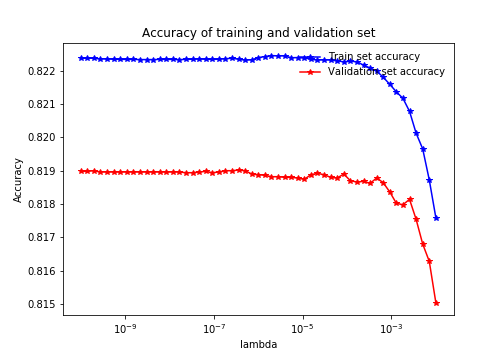 Accuracy of training and validation set
Train set accuracy
Validation set accuracy
0.822
0.821
0.820
0.819
0.818
0.817
0.816
0.815
Accuracy
10⁻⁹
10⁻⁷
10⁻⁵
10⁻³
lambda